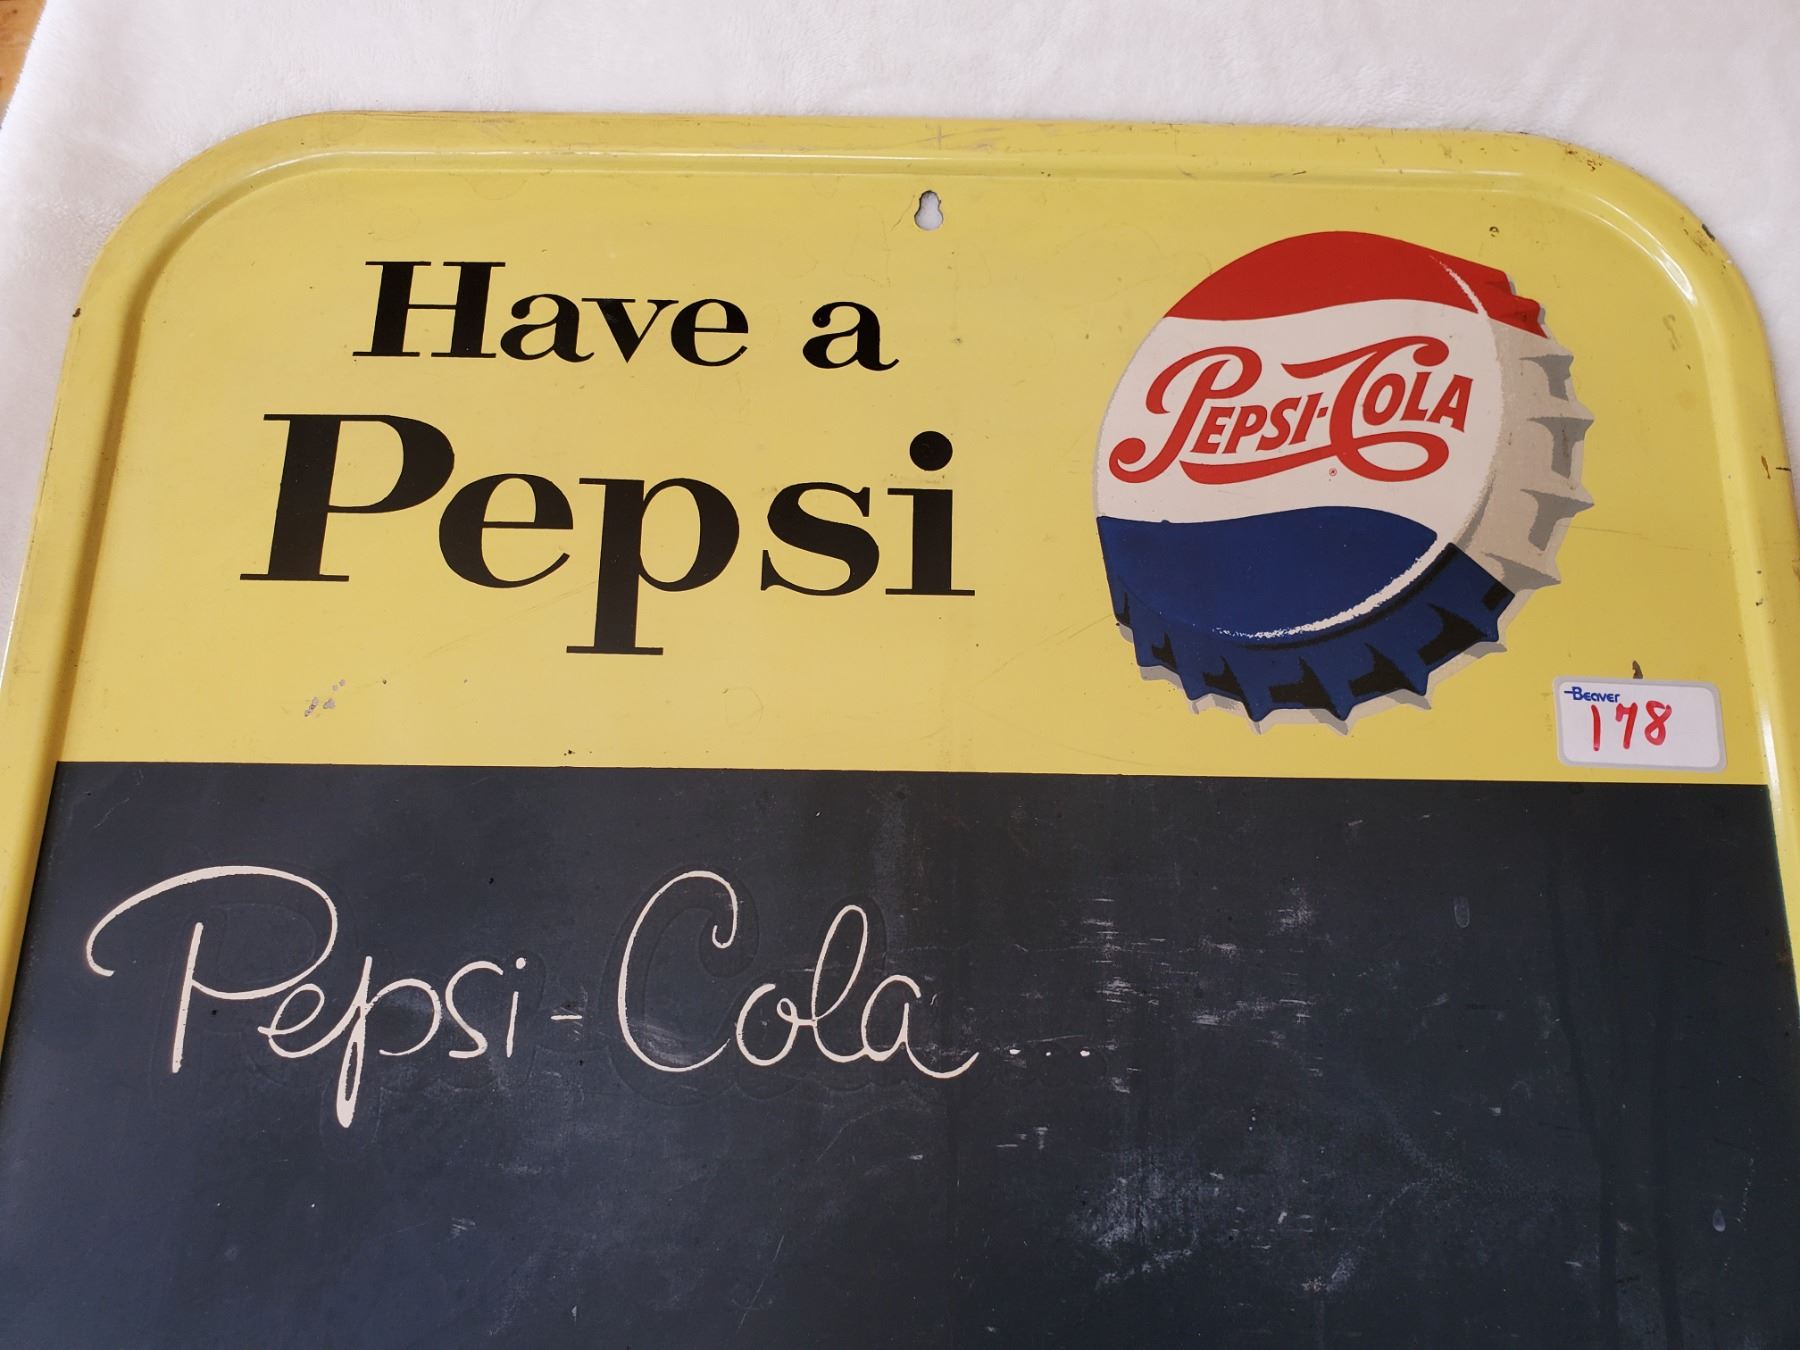 Have a
Pepsi
PEPSI-COLA
®
Beaver
178
Pepsi-Cola...